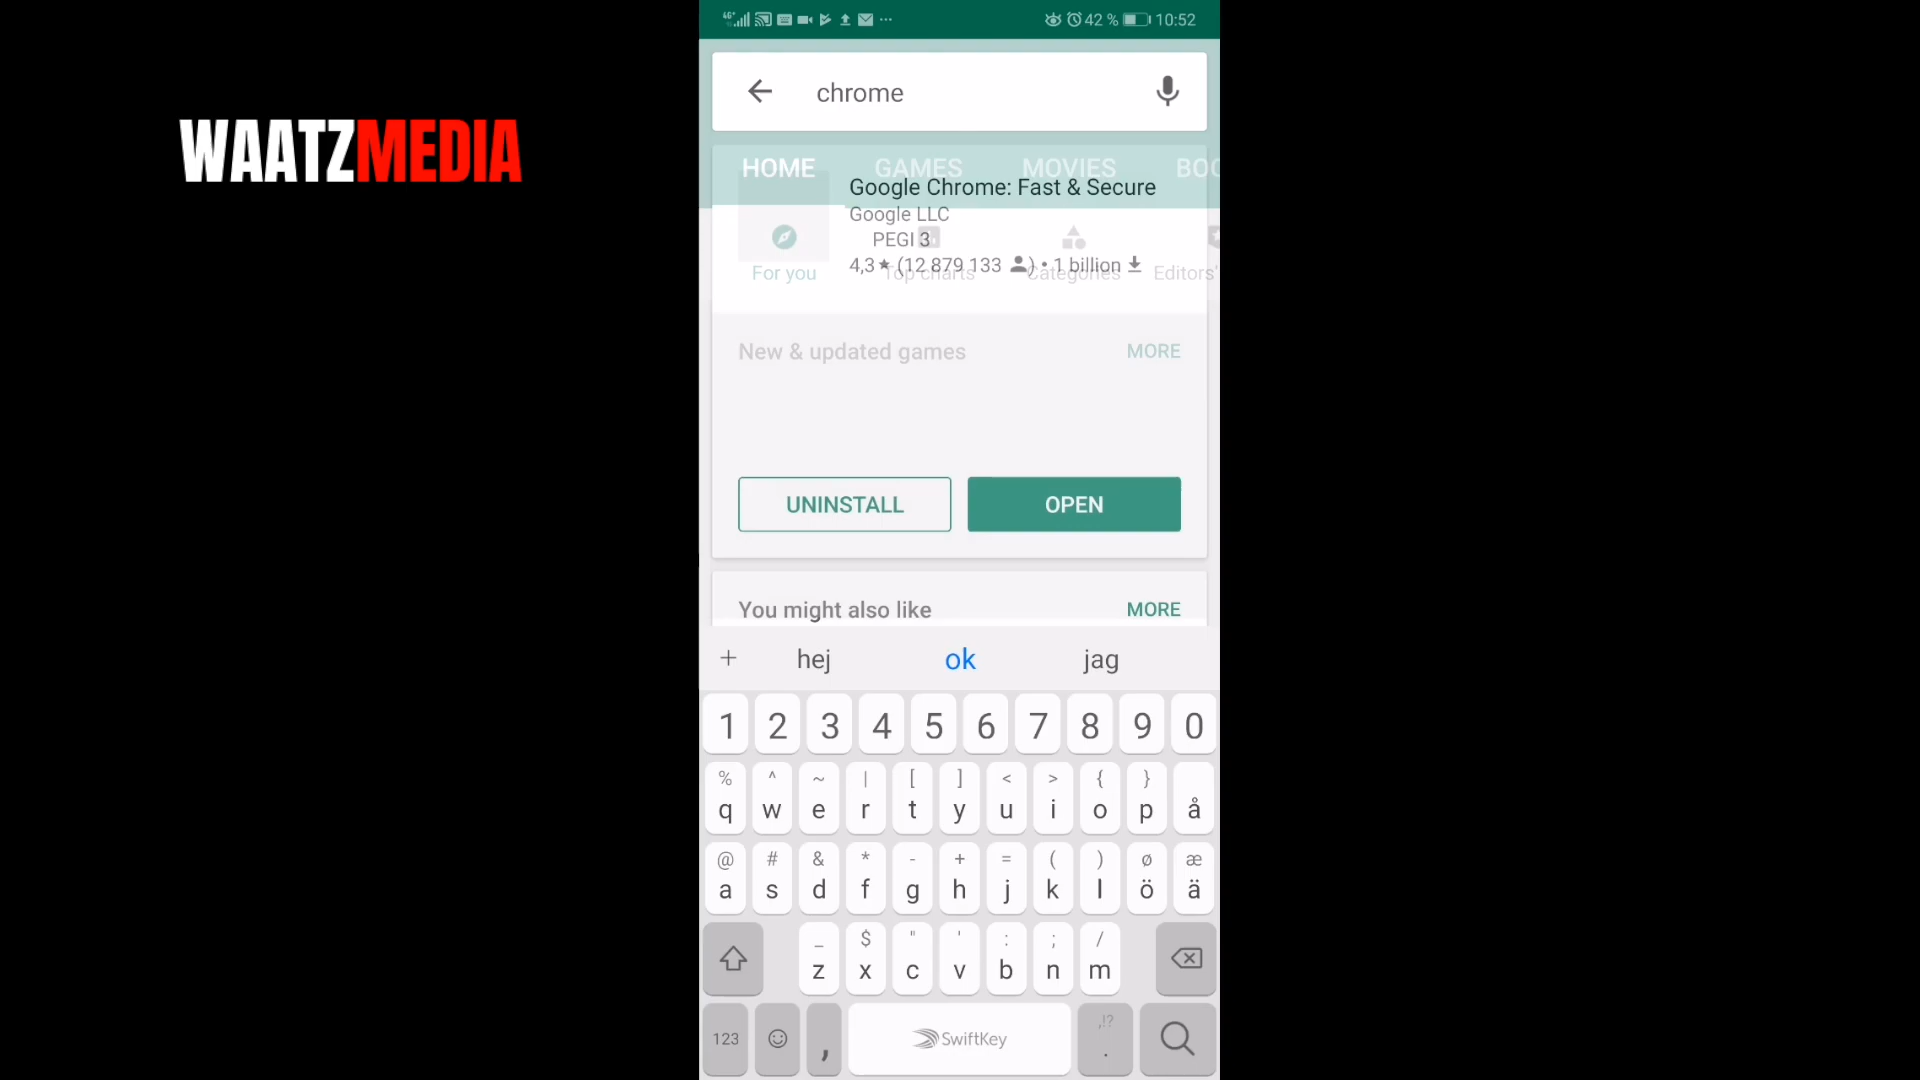 4G+ 42 % 10:52
WAATZMEDIA
chrome
HOME GAMES MOVIES BOO
Google Chrome: Fast & Secure
Google LLC
PEGI 3
4,3★ (12 879 133 ) • 1 billion
For you Top charts Categories Editors'
New & updated games MORE
UNINSTALL OPEN
You might also like MORE
+ hej ok jag
1 2 3 4 5 6 7 8 9 0
% ^ ~ | [ ] < > { }
q w e r t y u i o p å
@ # & * - + = ( ) ø æ
a s d f g h j k l ö ä
_ $ " ' : ; /
z x c v b n m
,!?
123 , SwiftKey .